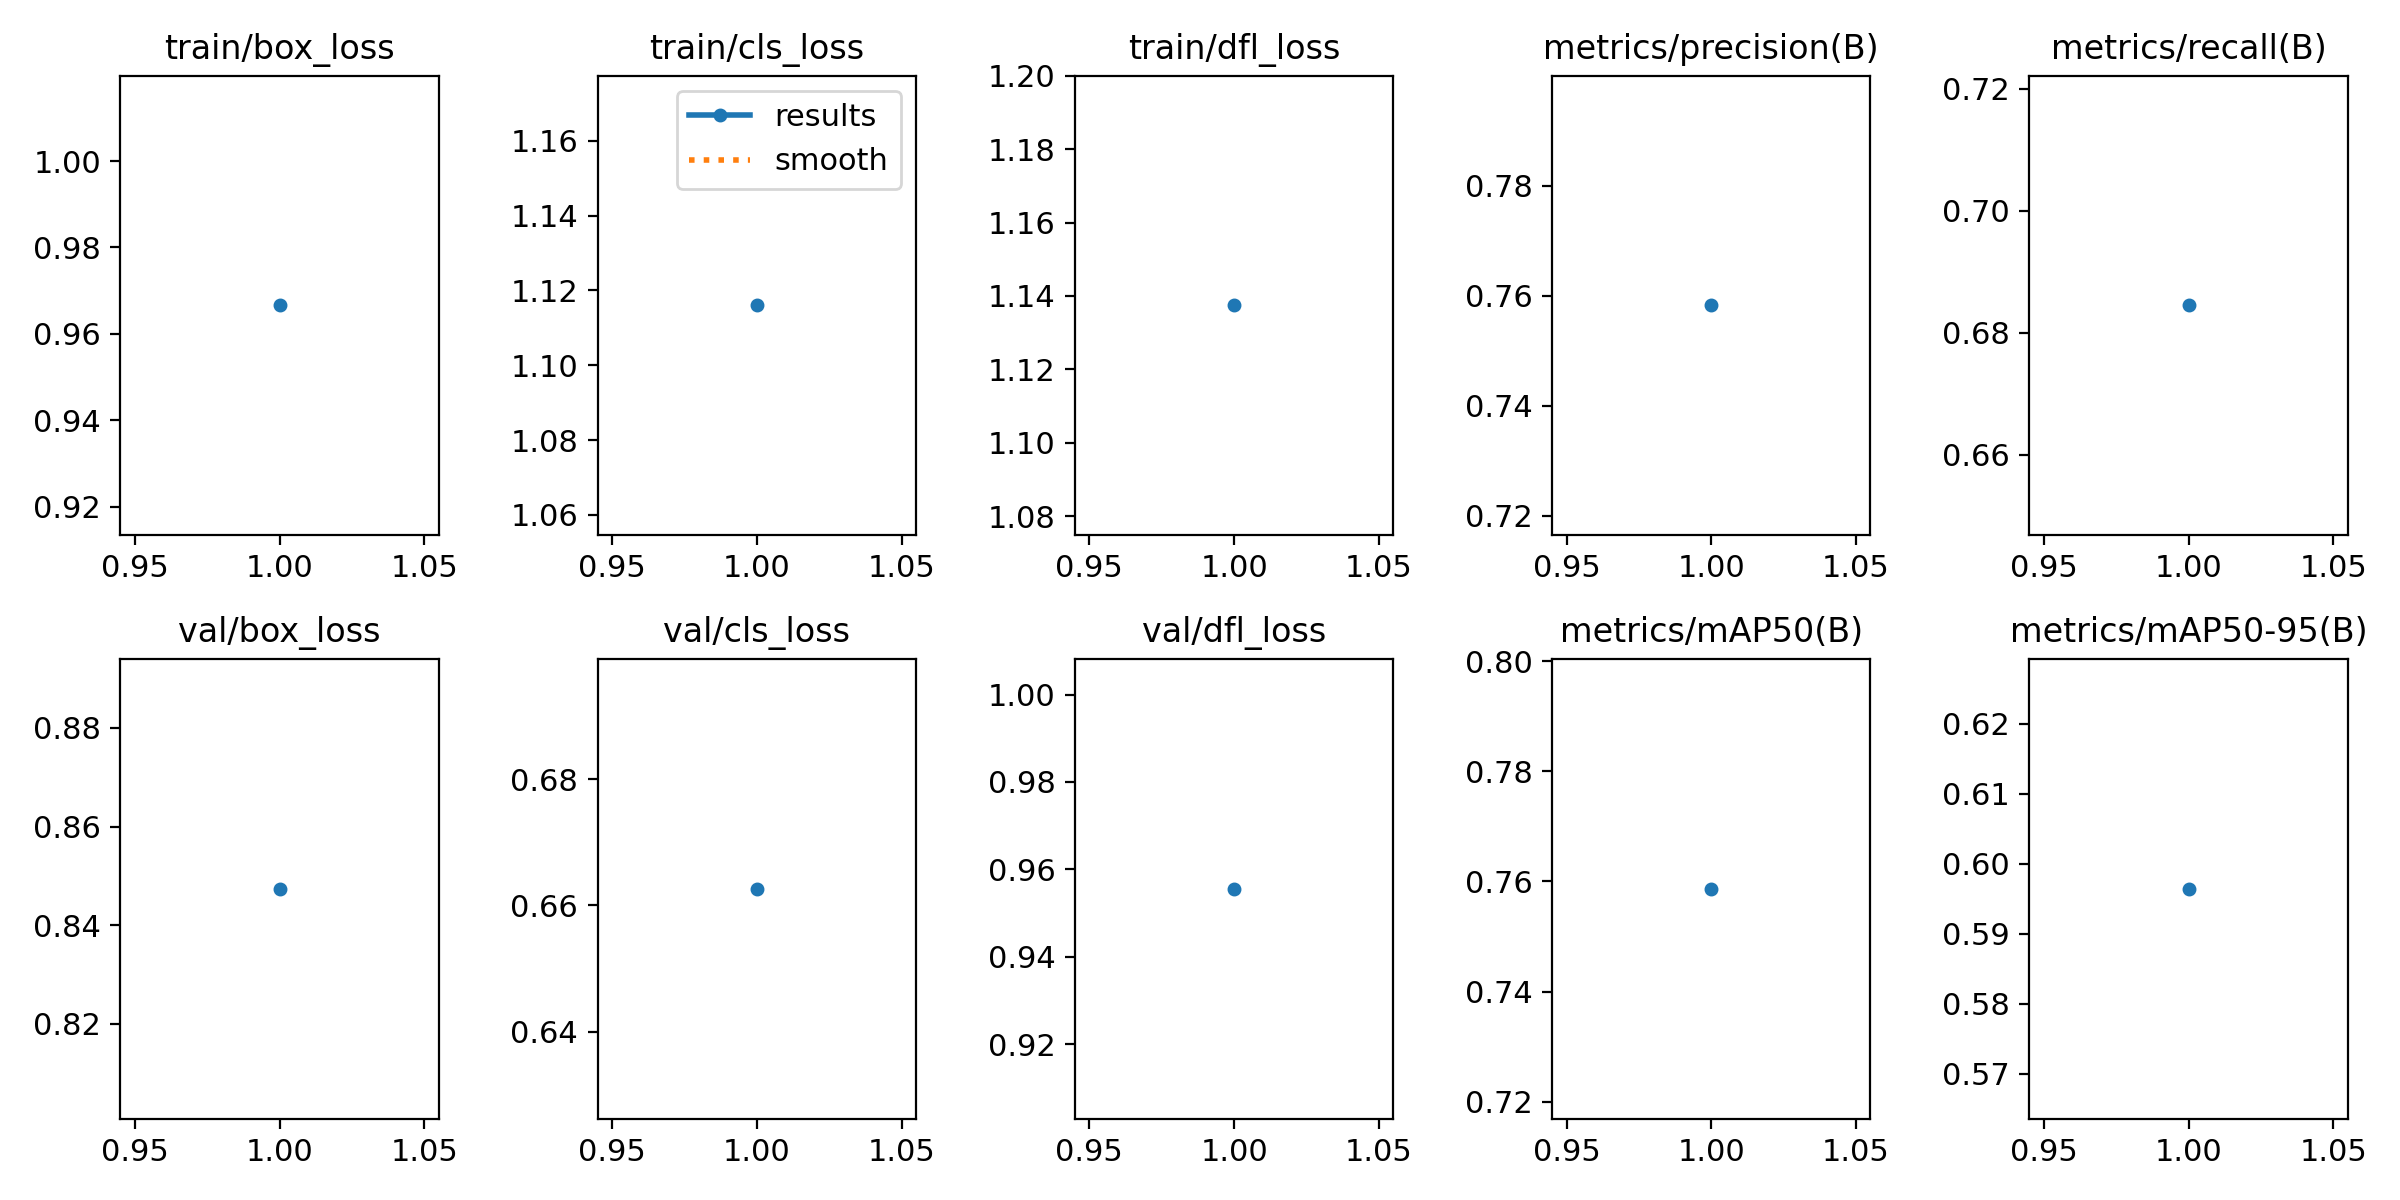 train/box_loss
1.00
0.98
0.96
0.94
0.92
0.95 1.00 1.05
train/cls_loss
results
smooth
1.16
1.14
1.12
1.10
1.08
1.06
0.95 1.00 1.05
train/dfl_loss
1.20
1.18
1.16
1.14
1.12
1.10
1.08
0.95 1.00 1.05
metrics/precision(B)
0.78
0.76
0.74
0.72
0.95 1.00 1.05
metrics/recall(B)
0.72
0.70
0.68
0.66
0.95 1.00 1.05
val/box_loss
0.88
0.86
0.84
0.82
0.95 1.00 1.05
val/cls_loss
0.68
0.66
0.64
0.95 1.00 1.05
val/dfl_loss
1.00
0.98
0.96
0.94
0.92
0.95 1.00 1.05
metrics/mAP50(B)
0.80
0.78
0.76
0.74
0.72
0.95 1.00 1.05
metrics/mAP50-95(B)
0.62
0.61
0.60
0.59
0.58
0.57
0.95 1.00 1.05